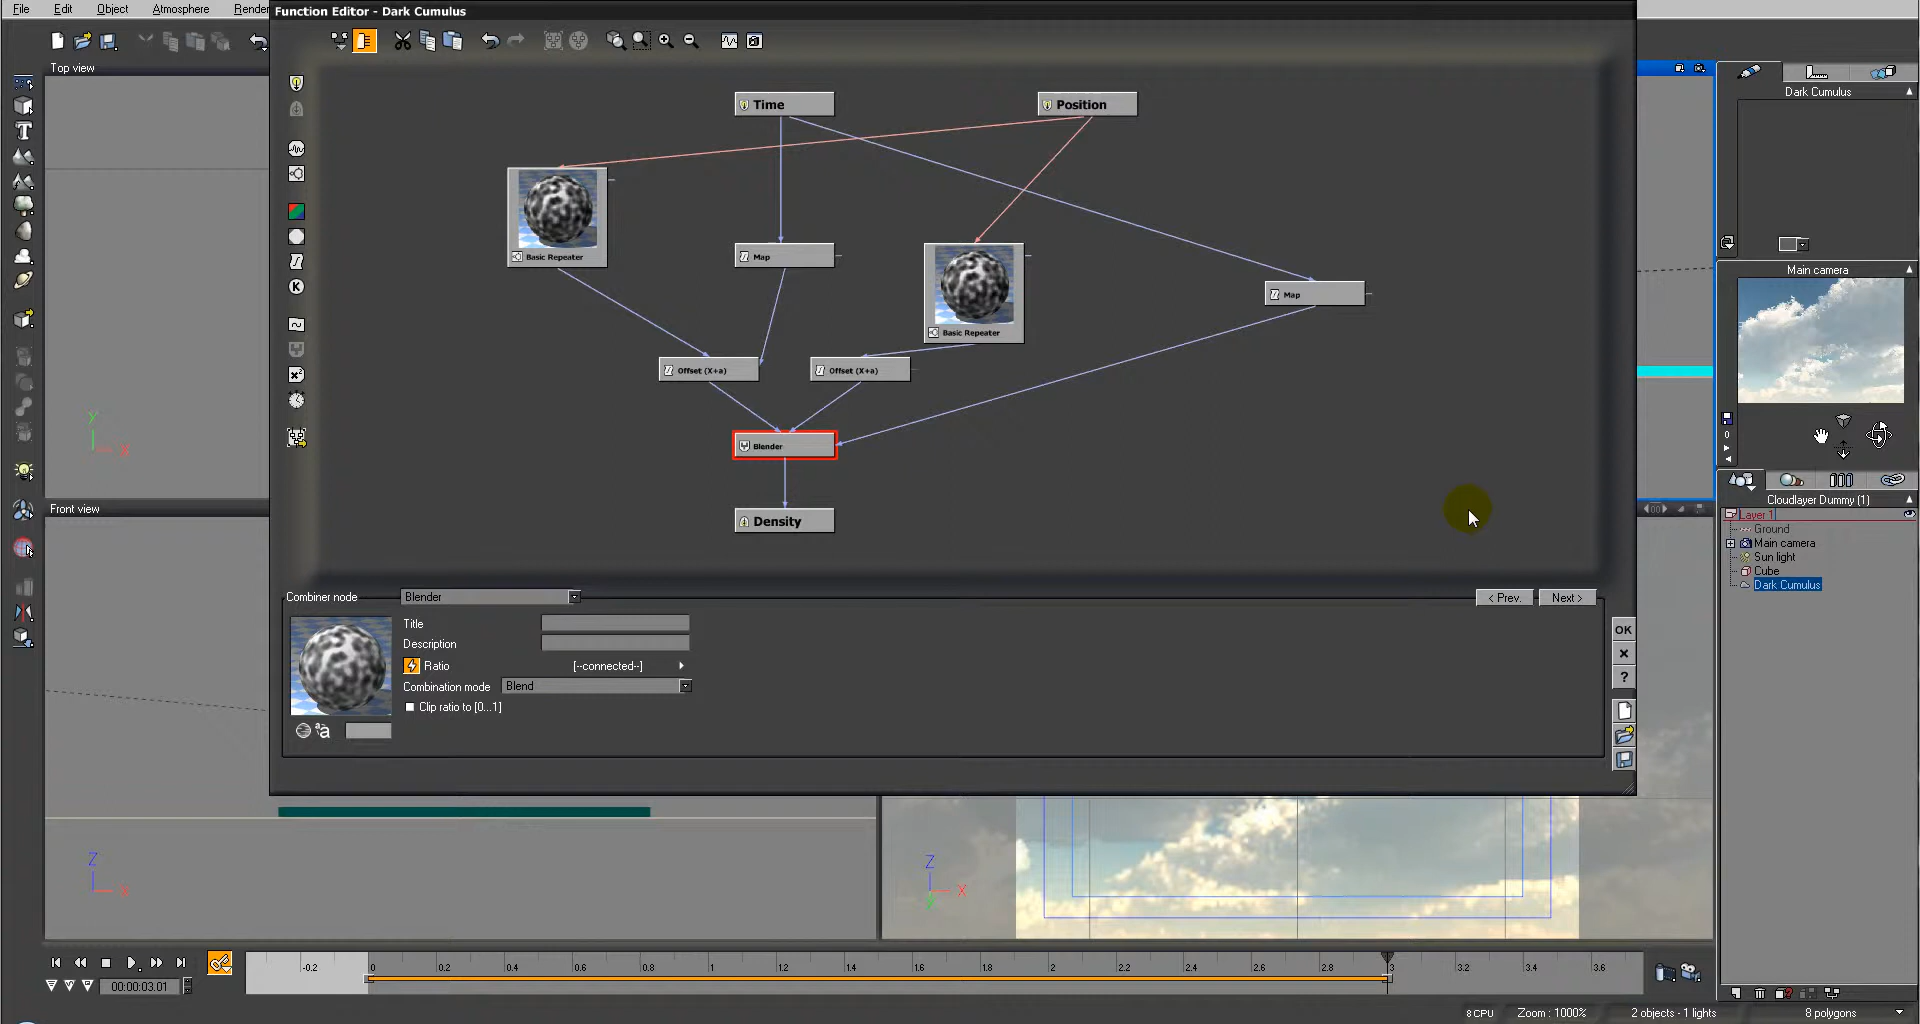 Function Editor - Dark Cumulus
File Edit Object Atmosphere Render
Top view
Time
Position
Basic Repeater
Map
Basic Repeater
Map
Offset (X+a)
Offset (X+a)
Blender
Density
Dark Cumulus
Main camera
0
Front view
Cloudlayer Dummy (1)
Layer 1
Ground
Main camera
Sun light
Cube
Dark Cumulus
Combiner node
Blender
< Prev.
Next >
Title
Description
Ratio
[--connected--]
Combination mode
Blend
Clip ratio to [0...1]
OK
?
Y
X
Z
X
Z
X
Y
-0.2 0 0.2 0.4 0.6 0.8 1 1.2 1.4 1.6 1.8 2 2.2 2.4 2.6 2.8 3 3.2 3.4 3.6
00:00:03.01
8 CPU
Zoom : 1000%
2 objects - 1 lights
8 polygons